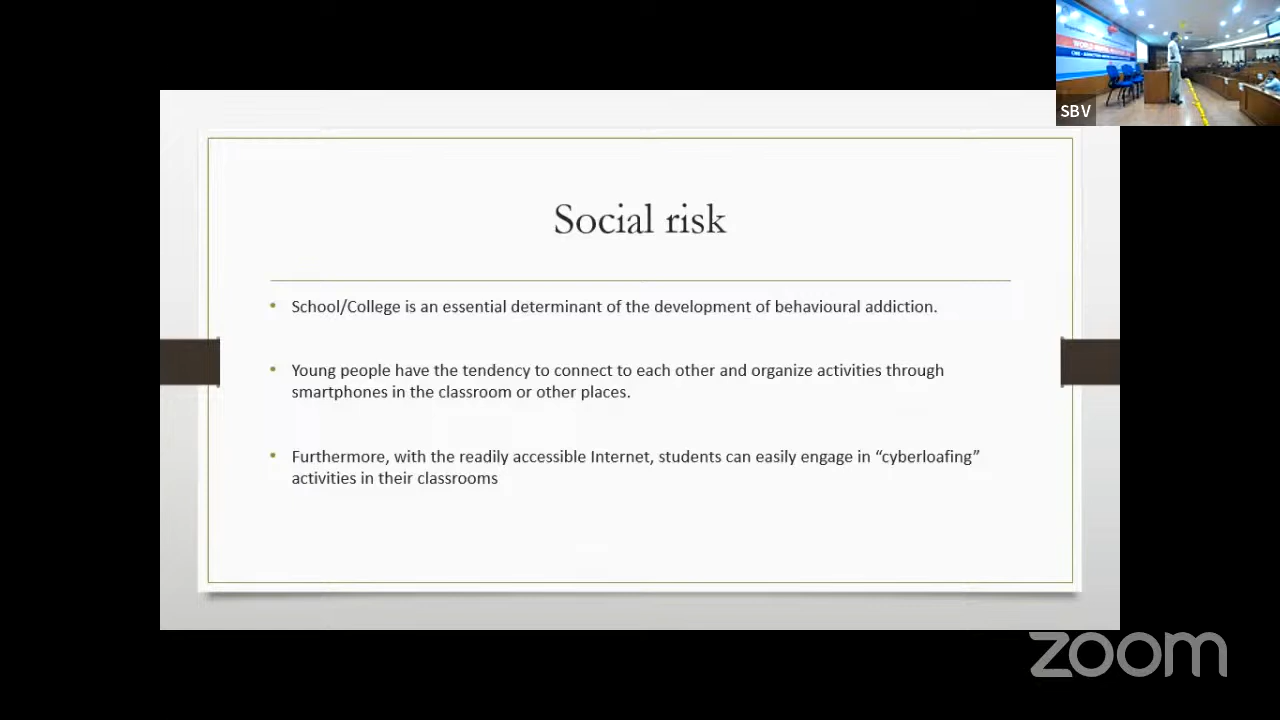 SBV
Social risk
• School/College is an essential determinant of the development of behavioural addiction.
• Young people have the tendency to connect to each other and organize activities through
smartphones in the classroom or other places.
• Furthermore, with the readily accessible Internet, students can easily engage in “cyberloafing”
activities in their classrooms
zoom